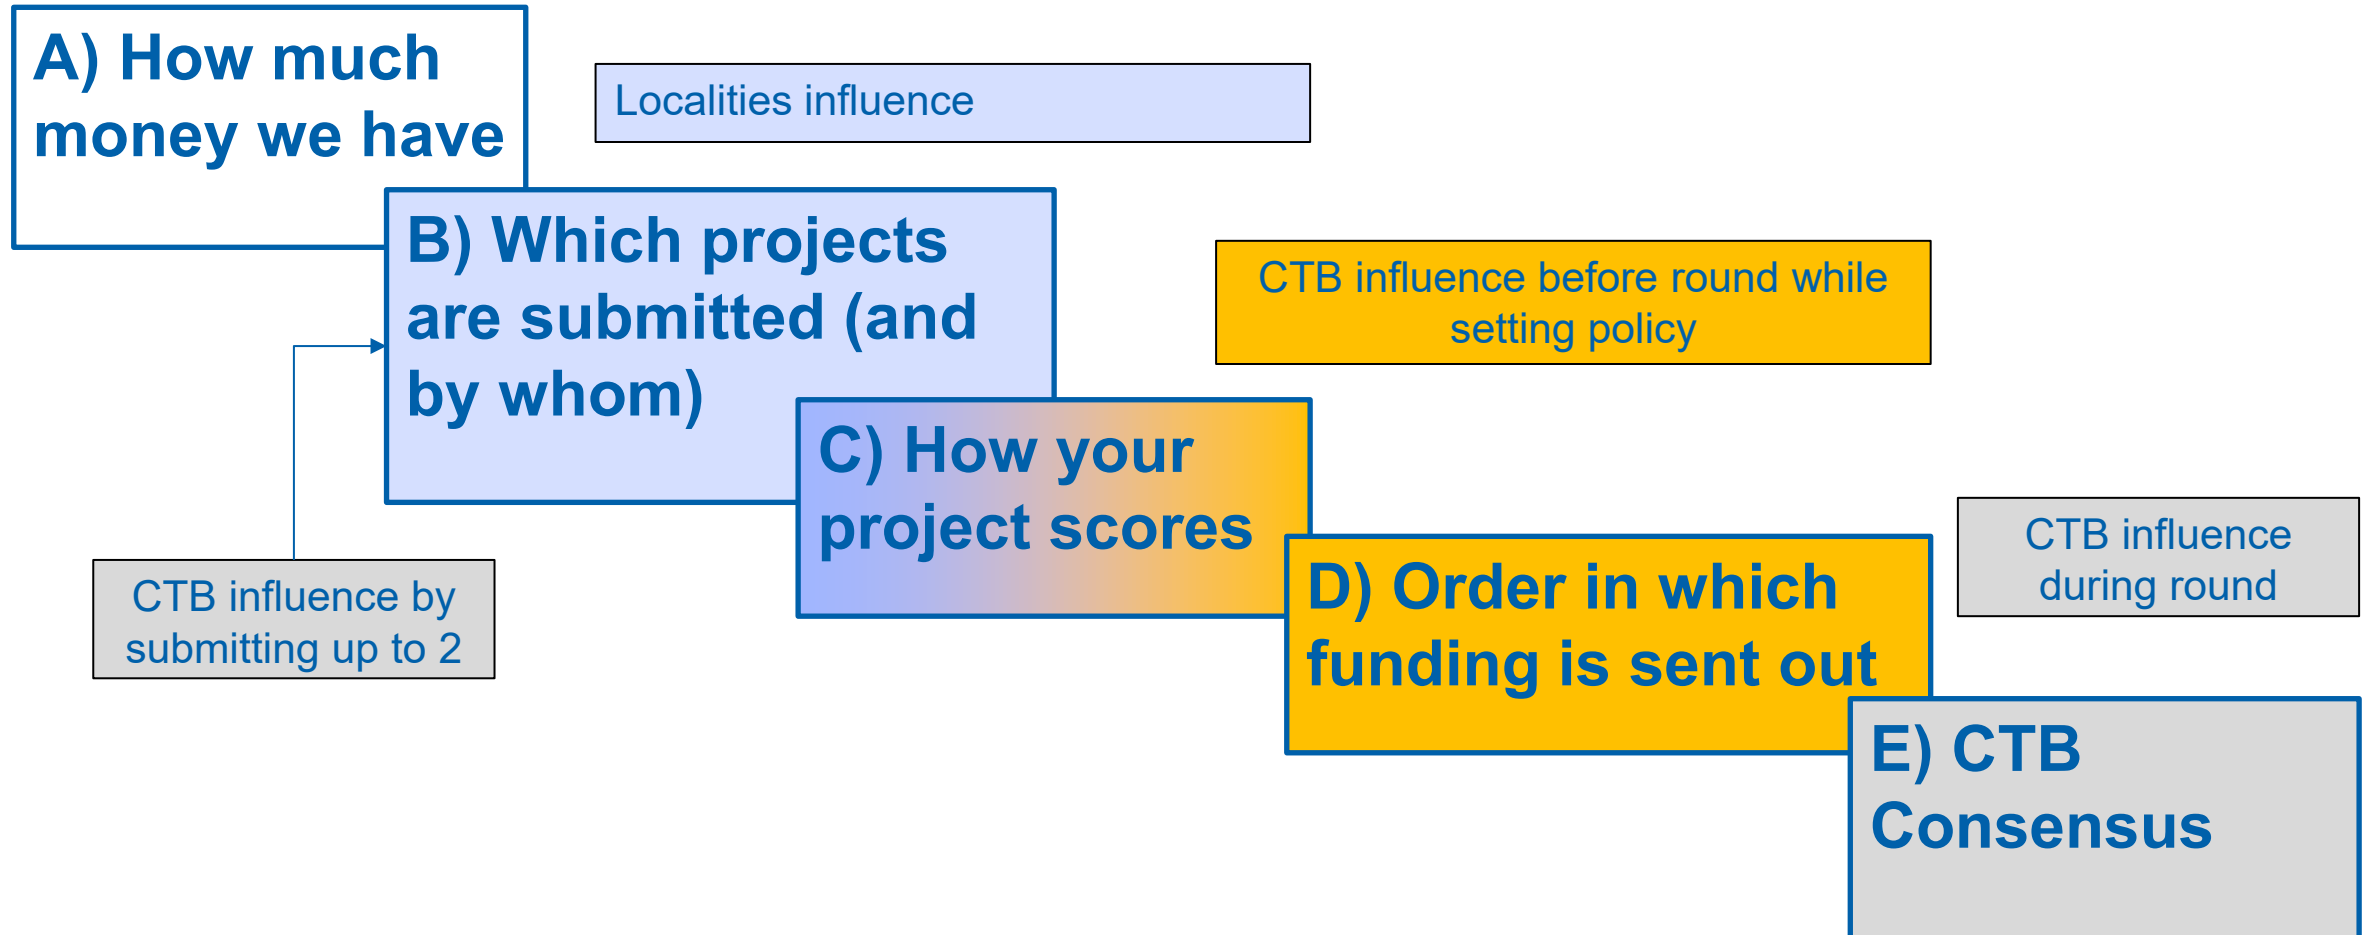 A) How much
money we have
Localities influence
B) Which projects
are submitted (and
by whom)
CTB influence before round while
setting policy
C) How your
project scores
CTB influence
during round
CTB influence by
submitting up to 2
D) Order in which
funding is sent out
E) CTB
Consensus